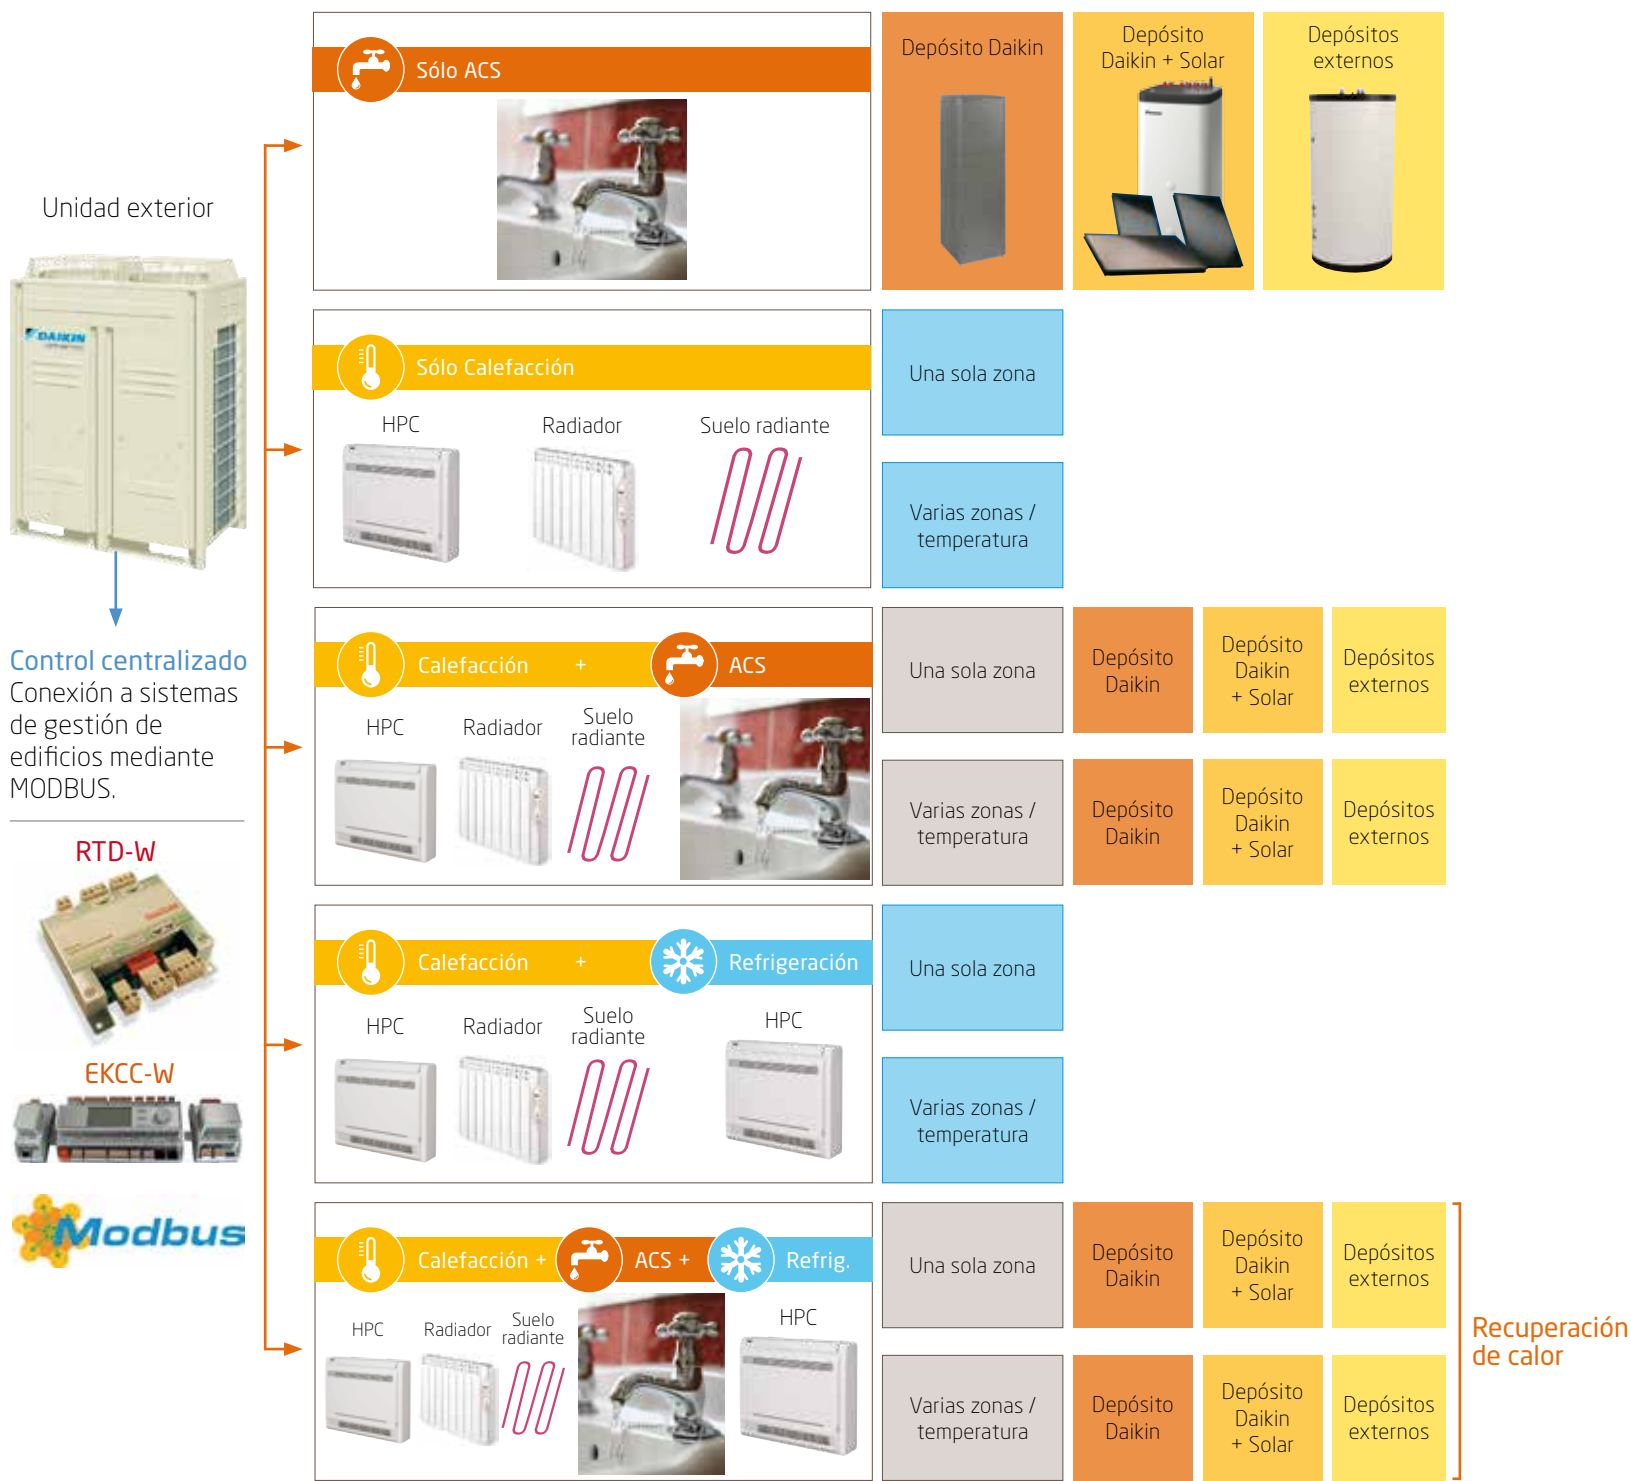 Unidad exterior
DAIKIN
Control centralizado
Conexión a sistemas
de gestión de
edificios mediante
MODBUS.
RTD-W
EKCC-W
Modbus
Sólo ACS
Depósito Daikin
Depósito
Daikin + Solar
Depósitos
externos
Sólo Calefacción
HPC
Radiador
Suelo radiante
Una sola zona
Varias zonas /
temperatura
Calefacción +
ACS
HPC
Radiador
Suelo
radiante
Una sola zona
Depósito
Daikin
Depósito
Daikin
+ Solar
Depósitos
externos
Varias zonas /
temperatura
Depósito
Daikin
Depósito
Daikin
+ Solar
Depósitos
externos
Calefacción +
Refrigeración
HPC
Radiador
Suelo
radiante
HPC
Una sola zona
Varias zonas /
temperatura
Calefacción +
ACS +
Refrig.
HPC
Radiador
Suelo
radiante
HPC
Una sola zona
Depósito
Daikin
Depósito
Daikin
+ Solar
Depósitos
externos
Varias zonas /
temperatura
Depósito
Daikin
Depósito
Daikin
+ Solar
Depósitos
externos
Recuperación
de calor